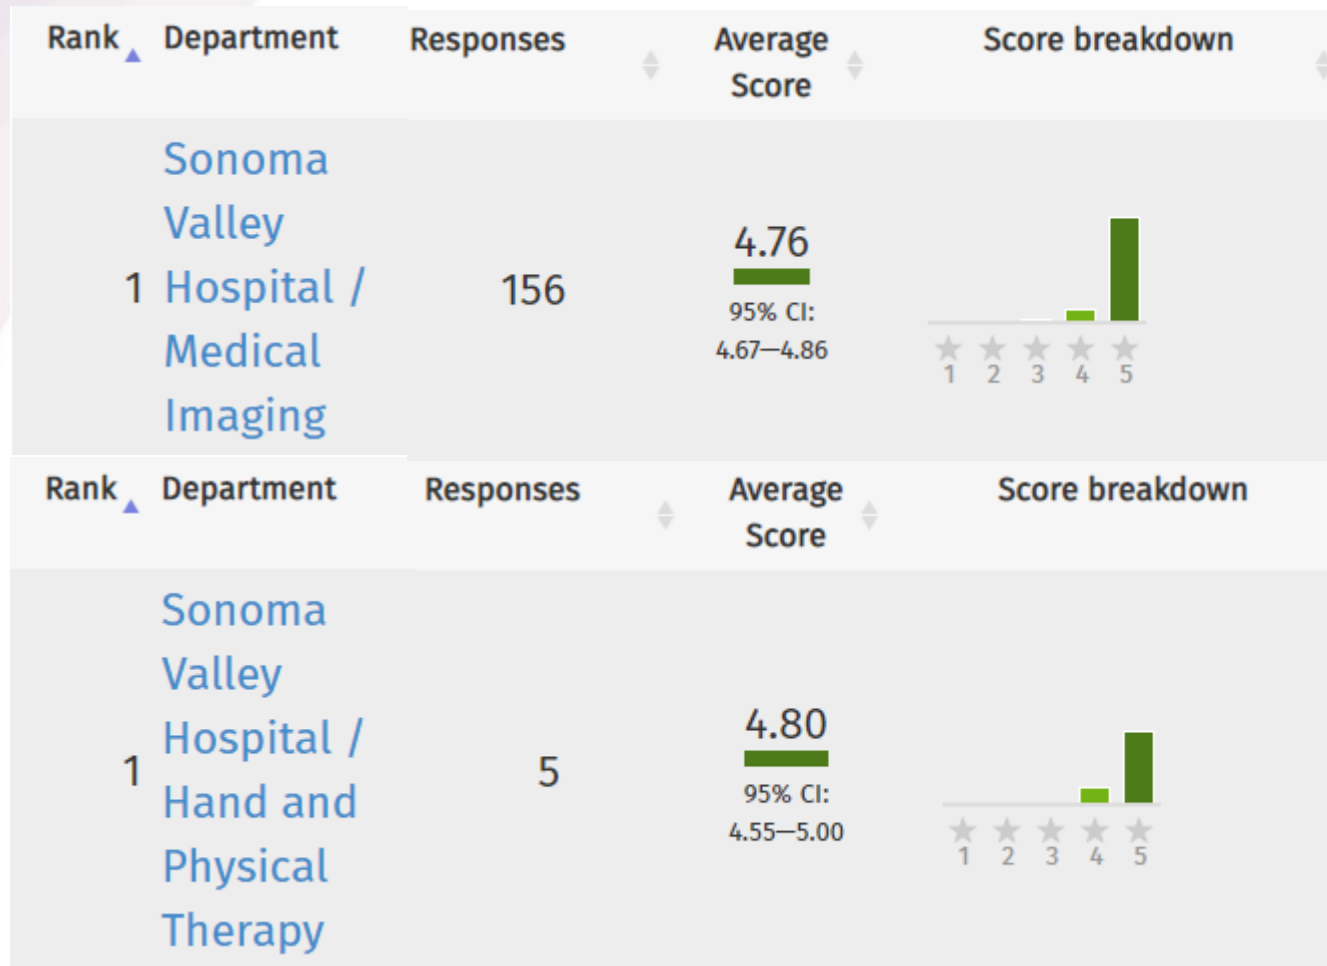 Rank Department Responses Average Score Score breakdown
Sonoma
Valley
1 Hospital / 156 4.76
Medical 95% CI:
Imaging 4.67—4.86
1 2 3 4 5
Rank Department Responses Average Score Score breakdown
Sonoma
Valley
Hospital / 4.80
1 Hand and 5 95% CI:
Physical 4.55—5.00
Therapy
1 2 3 4 5